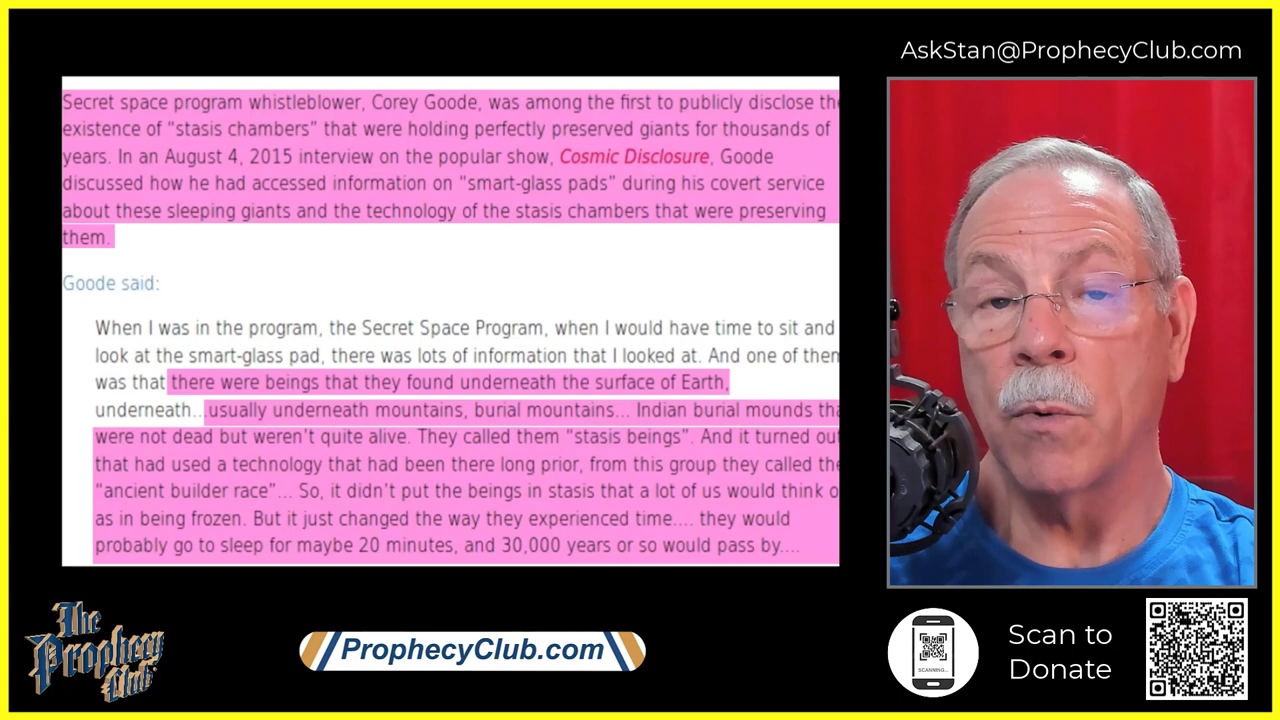 AskStan@ProphecyClub.com
Secret space program whistleblower, Corey Goode, was among the first to publicly disclose the
existence of “stasis chambers” that were holding perfectly preserved giants for thousands of
years. In an August 4, 2015 interview on the popular show, Cosmic Disclosure, Goode
discussed how he had accessed information on “smart-glass pads” during his covert service
about these sleeping giants and the technology of the stasis chambers that were preserving
them.
Goode said:
When I was in the program, the Secret Space Program, when I would have time to sit and
look at the smart-glass pad, there was lots of information that I looked at. And one of them
was that there were beings that they found underneath the surface of Earth,
underneath...usually underneath mountains, burial mountains... Indian burial mounds tha
were not dead but weren’t quite alive. They called them “stasis beings”. And it turned out
that had used a technology that had been there long prior, from this group they called the
“ancient builder race”... So, it didn’t put the beings in stasis that a lot of us would think o
as in being frozen. But it just changed the way they experienced time.... they would
probably go to sleep for maybe 20 minutes, and 30,000 years or so would pass by....
The
Prophecy
Club
ProphecyClub.com
SCANNING...
Scan to
Donate